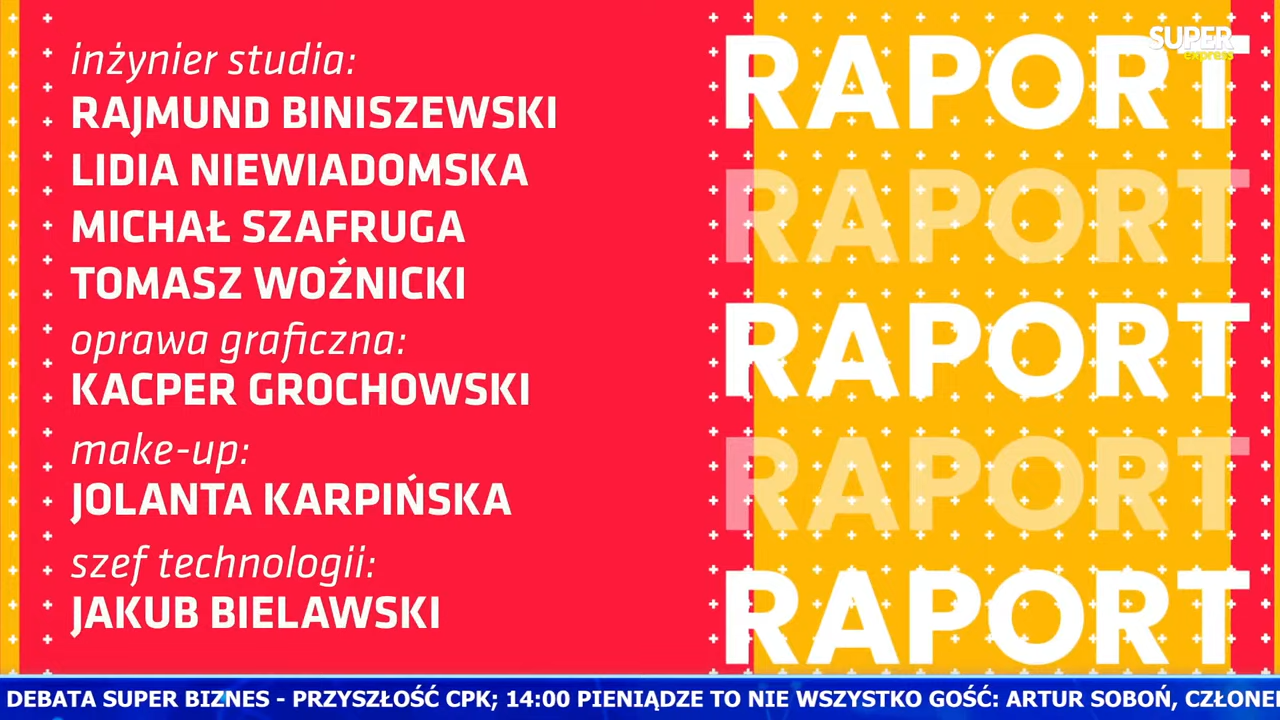 inżynier studia:
RAJMUND BINISZEWSKI
LIDIA NIEWIADOMSKA
MICHAŁ SZAFRUGA
TOMASZ WOŹNICKI
oprawa graficzna:
KACPER GROCHOWSKI
make-up:
JOLANTA KARPIŃSKA
szef technologii:
JAKUB BIELAWSKI
SUPER
express
RAPORT
RAPORT
RAPORT
RAPORT
RAPORT
DEBATA SUPER BIZNES - PRZYSZŁOŚĆ CPK; 14:00 PIENIĄDZE TO NIE WSZYSTKO GOŚĆ: ARTUR SOBOŃ, CZŁONE